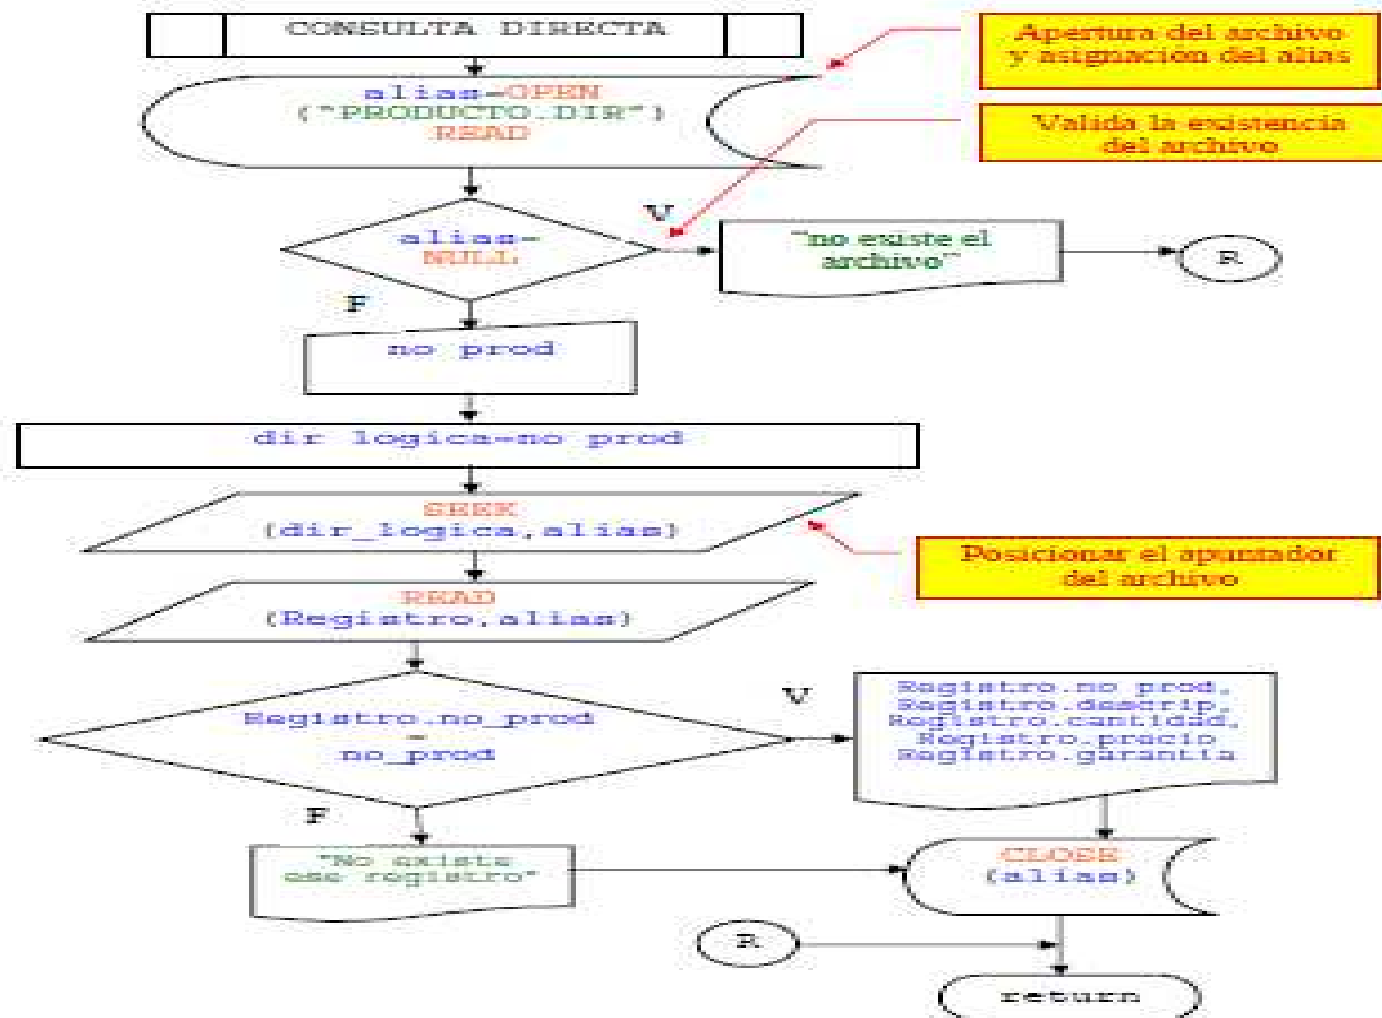 CONSULTA DIRECTA
Apertura del archivo
y asignación del alias
alias=OPEN
("PRODUCTO.DIR")
READ
Valida la existencia
del archivo
alias=
NULL
V
"no existe el
archivo"
R
F
no prod
dir logica=no prod
SEEK
(dir_logica,alias)
Posicionar el apuntador
del archivo
READ
(Registro,alias)
Registro.no_prod
=
no_prod
V
Registro.no prod,
Registro.descrip,
Registro.cantidad,
Registro.precio
Registro.garantia
F
"No existe
ese registro"
CLOSE
(alias)
R
return